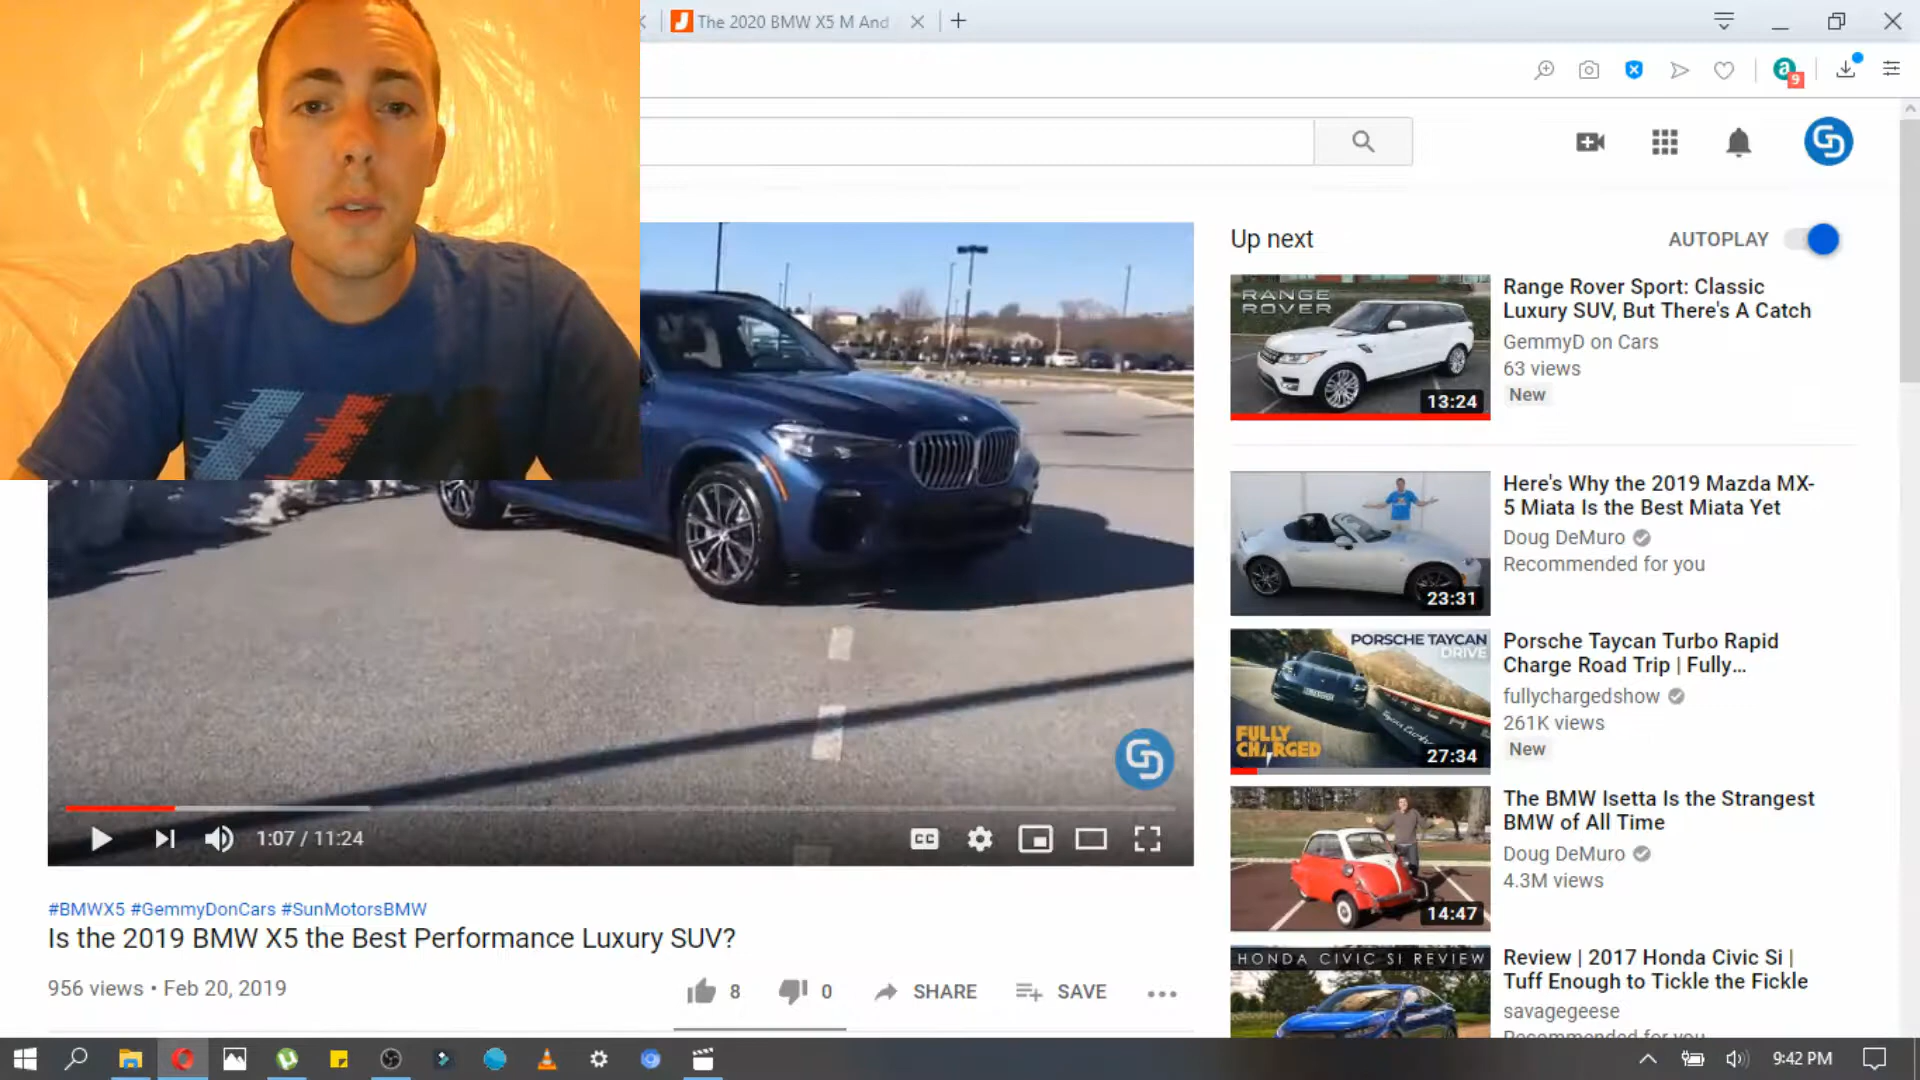 The 2020 BMW X5 M And
9
Up next
AUTOPLAY
RANGE
ROVER
13:24
Range Rover Sport: Classic
Luxury SUV, But There's A Catch
GemmyD on Cars
63 views
New
23:31
Here's Why the 2019 Mazda MX-
5 Miata Is the Best Miata Yet
Doug DeMuro
Recommended for you
PORSCHE TAYCAN
DRIVE
FULLY
CHARGED
27:34
Porsche Taycan Turbo Rapid
Charge Road Trip | Fully...
fullychargedshow
261K views
New
14:47
The BMW Isetta Is the Strangest
BMW of All Time
Doug DeMuro
4.3M views
HONDA CIVIC SI REVIEW
Review | 2017 Honda Civic Si |
Tuff Enough to Tickle the Fickle
savagegeese
Recommended for you
1:07 / 11:24
CC
#BMWX5 #GemmyDonCars #SunMotorsBMW
Is the 2019 BMW X5 the Best Performance Luxury SUV?
956 views • Feb 20, 2019
8
0
SHARE
SAVE
9:42 PM